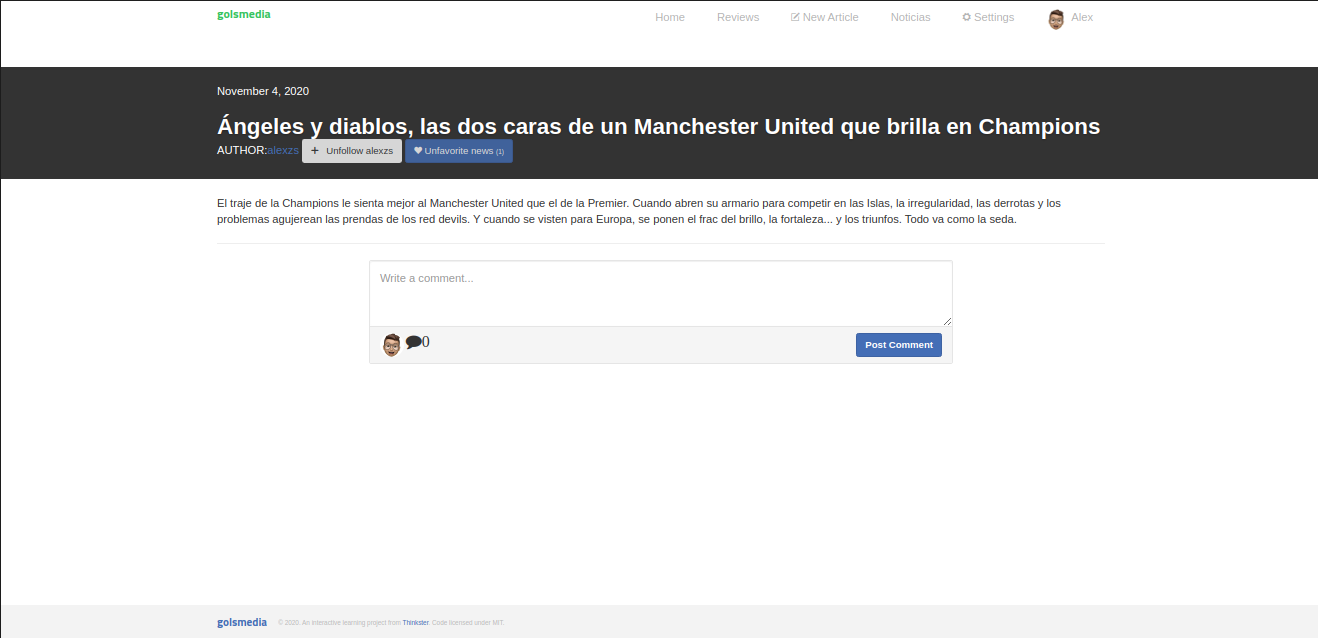 golsmedia
Home Reviews New Article Noticias Settings Alex
November 4, 2020
Ángeles y diablos, las dos caras de un Manchester United que brilla en Champions
AUTHOR:alexzs + Unfollow alexzs Unfavorite news (1)
El traje de la Champions le sienta mejor al Manchester United que el de la Premier. Cuando abren su armario para competir en las Islas, la irregularidad, las derrotas y los
problemas agujerean las prendas de los red devils. Y cuando se visten para Europa, se ponen el frac del brillo, la fortaleza... y los triunfos. Todo va como la seda.
Write a comment...
0 Post Comment
golsmedia © 2020. An interactive learning project from Thinkster. Code licensed under MIT.